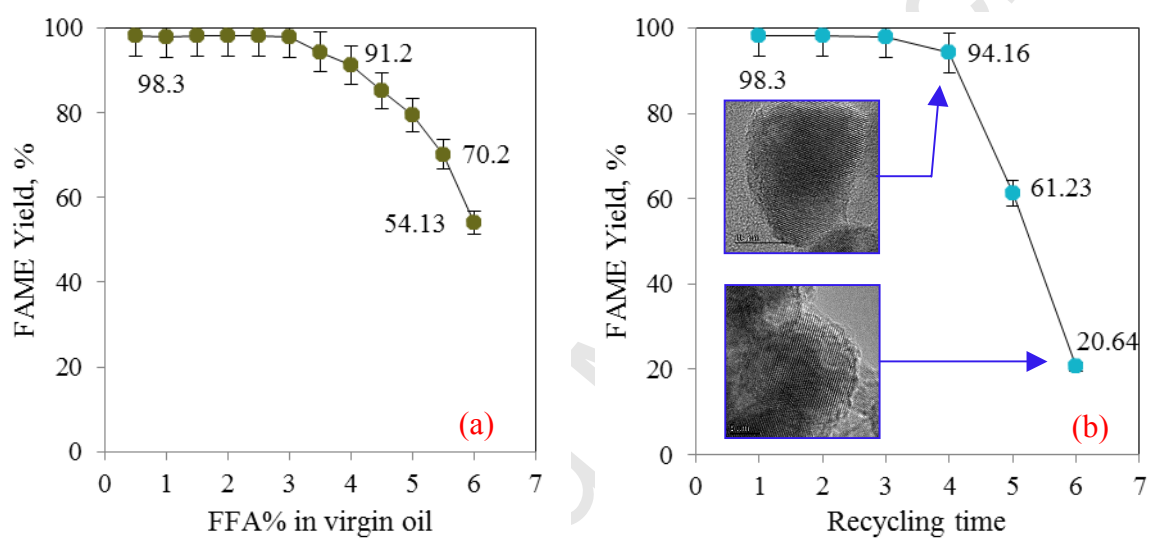 FAME Yield, %
100
80
60
40
20
0
98.3
91.2
70.2
54.13
(a)
0 1 2 3 4 5 6 7
FFA% in virgin oil
FAME Yield, %
100
80
60
40
20
0
98.3
94.16
61.23
20.64
(b)
0 1 2 3 4 5 6 7
Recycling time